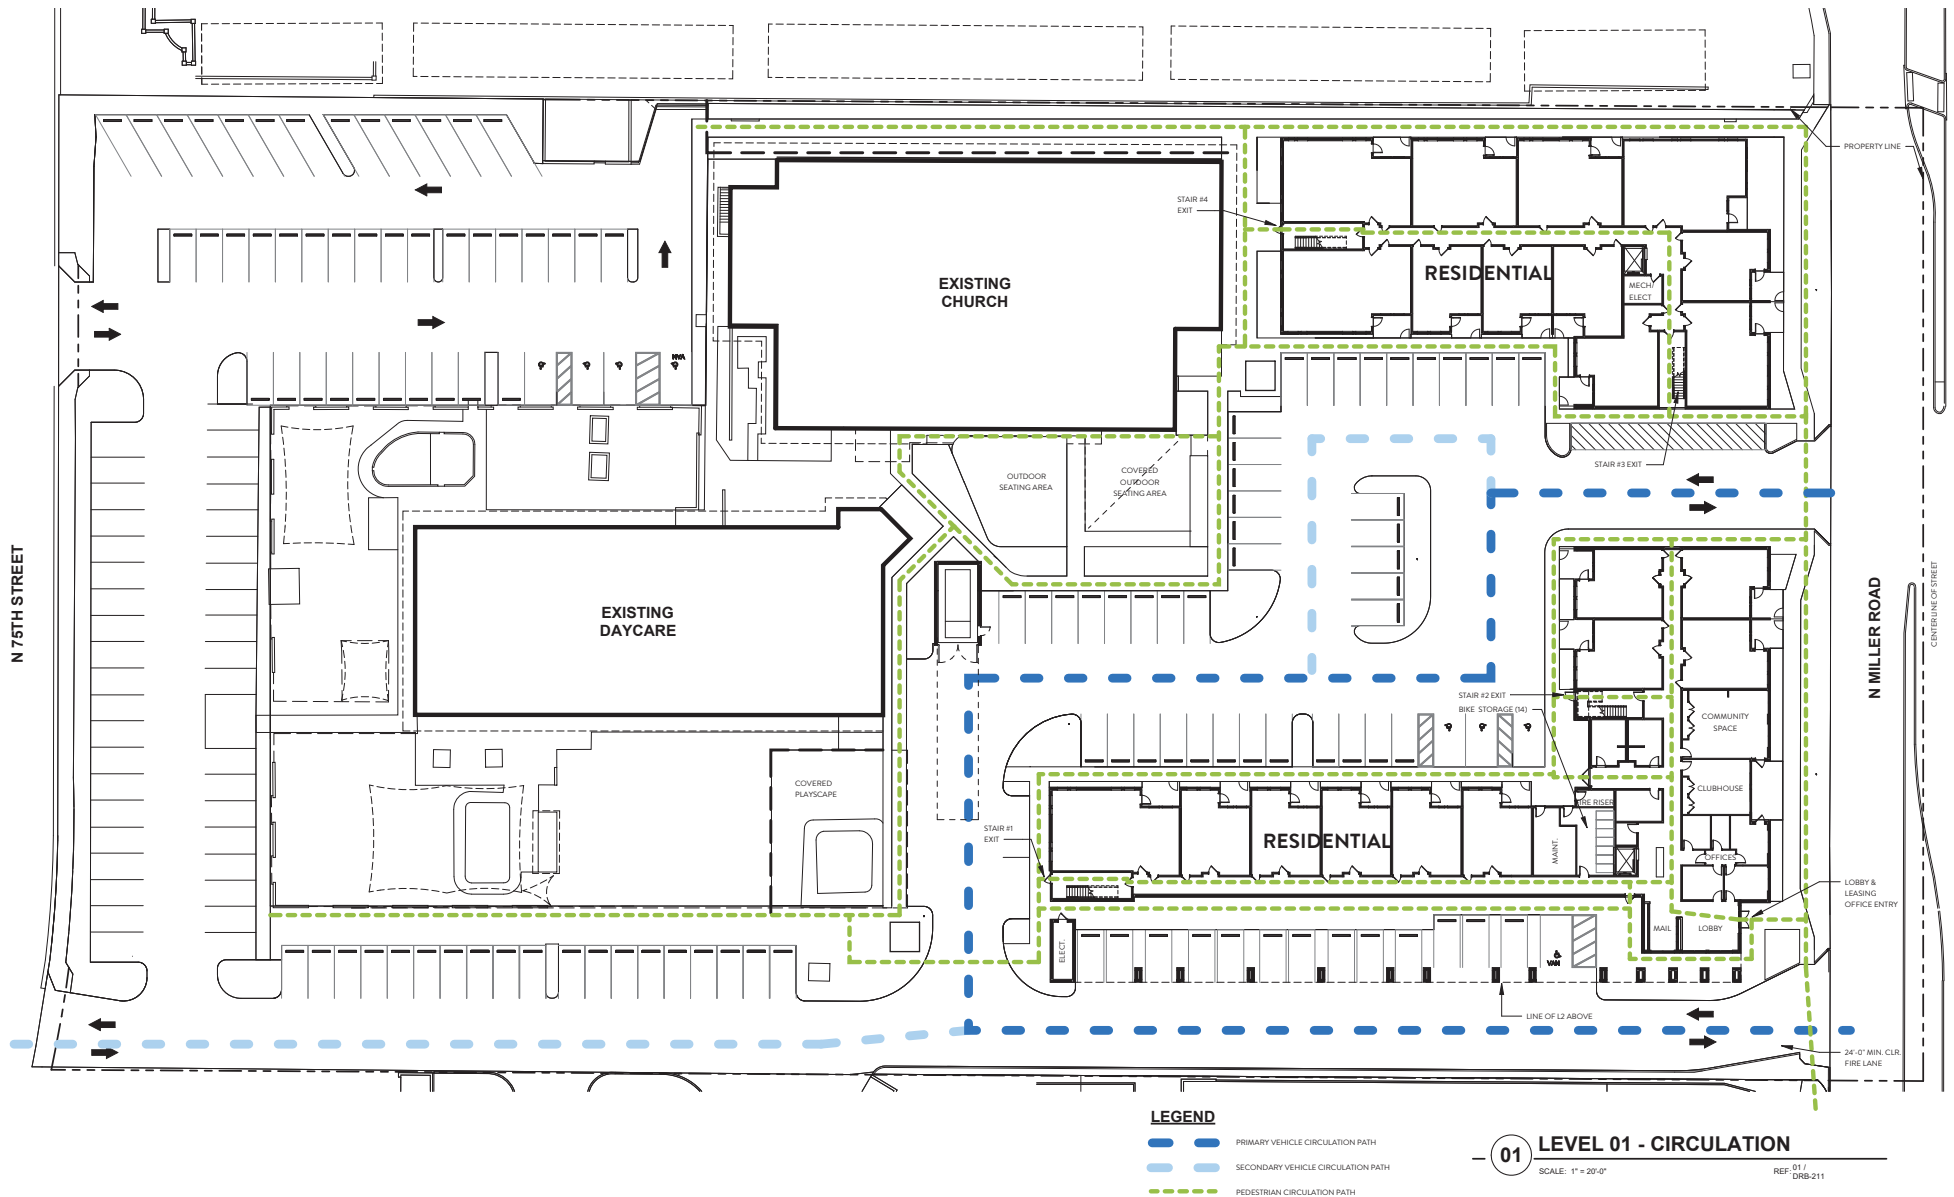 PROPERTY LINE
STAIR #4
EXIT
EXISTING
CHURCH
RESIDENTIAL
MECH/
ELECT
VAN
OUTDOOR
SEATING AREA
COVERED
OUTDOOR
SEATING AREA
STAIR #3 EXIT
N 75TH STREET
EXISTING
DAYCARE
N MILLER ROAD
CENTERLINE OF STREET
STAIR #2 EXIT
BIKE STORAGE (14)
COMMUNITY
SPACE
COVERED
PLAYSCAPE
CLUBHOUSE
FIRE RISER
STAIR #1
EXIT
RESIDENTIAL
MAINT.
OFFICES
LOBBY &
LEASING
OFFICE ENTRY
ELECT.
MAIL
LOBBY
VAN
LINE OF L2 ABOVE
24'-0" MIN. CLR.
FIRE LANE
LEGEND
PRIMARY VEHICLE CIRCULATION PATH
SECONDARY VEHICLE CIRCULATION PATH
PEDESTRIAN CIRCULATION PATH
01
LEVEL 01 - CIRCULATION
SCALE: 1" = 20'-0"
REF: 01 /
DRB-211